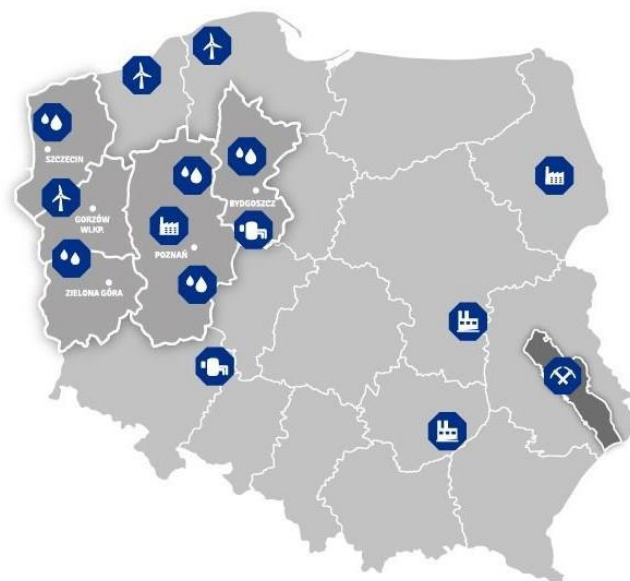 SZCZECIN
GORZÓW
WLKP.
BYDGOSZCZ
POZNAŃ
ZIELONA GÓRA